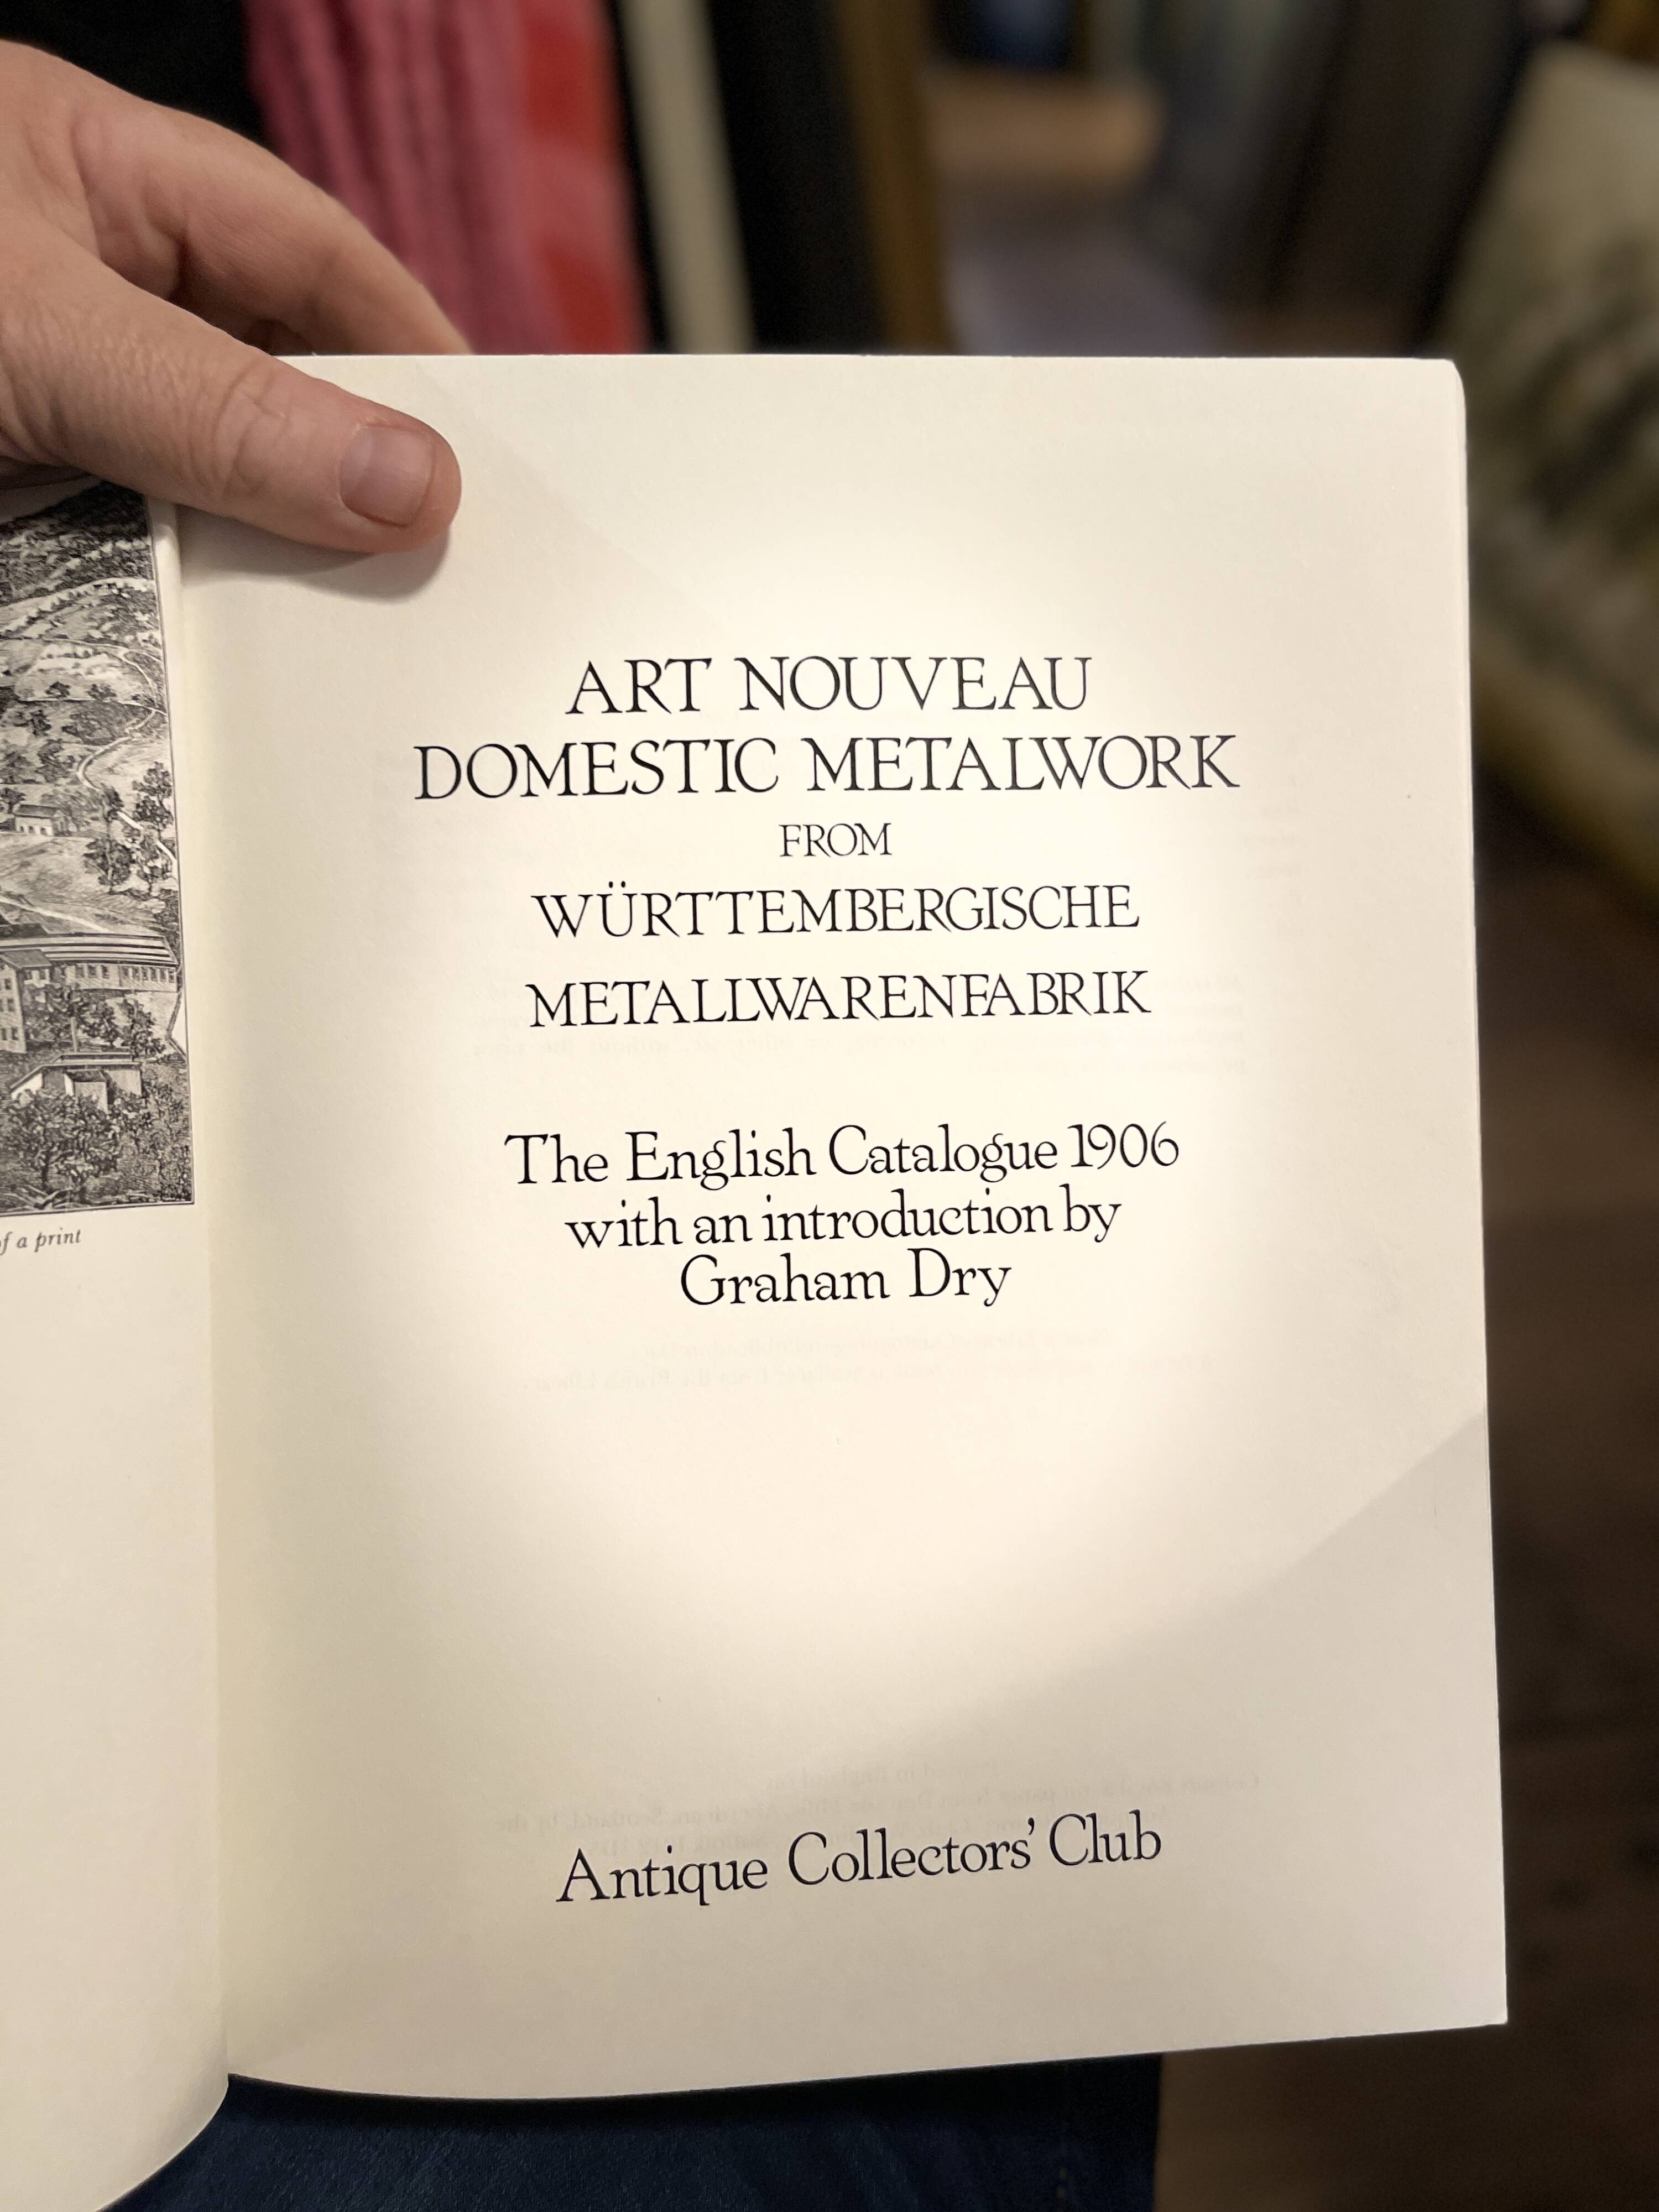 of a print
ART NOUVEAU
DOMESTIC METALWORK
FROM
WÜRTTEMBERGISCHE
METALLWARENFABRIK
The English Catalogue 1906
with an introduction by
Graham Dry
Antique Collectors' Club